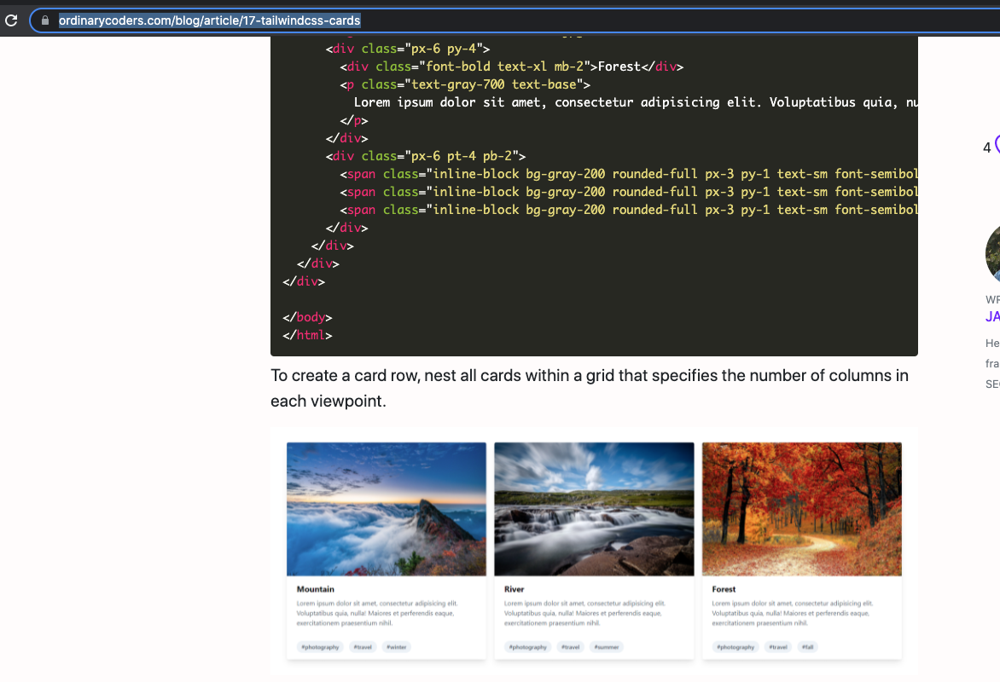 ordinarycoders.com/blog/article/17-tailwindcss-cards
<div class="px-6 py-4">
<div class="font-bold text-xl mb-2">Forest</div>
<p class="text-gray-700 text-base">
Lorem ipsum dolor sit amet, consectetur adipisicing elit. Voluptatibus quia, nu
</p>
</div>
<div class="px-6 pt-4 pb-2">
<span class="inline-block bg-gray-200 rounded-full px-3 py-1 text-sm font-semibol
<span class="inline-block bg-gray-200 rounded-full px-3 py-1 text-sm font-semibol
<span class="inline-block bg-gray-200 rounded-full px-3 py-1 text-sm font-semibol
</div>
</div>
</div>
</div>
</body>
</html>
4
WR
JA
He
fra
SEO
To create a card row, nest all cards within a grid that specifies the number of columns in
each viewpoint.
Mountain
Lorem ipsum dolor sit amet, consectetur adipisicing elit.
Voluptatibus quia, nulla! Maiores et perferendis eaque,
exercitationem praesentium nihil.
#photography #travel #winter
River
Lorem ipsum dolor sit amet, consectetur adipisicing elit.
Voluptatibus quia, nulla! Maiores et perferendis eaque,
exercitationem praesentium nihil.
#photography #travel #summer
Forest
Lorem ipsum dolor sit amet, consectetur adipisicing elit.
Voluptatibus quia, nulla! Maiores et perferendis eaque,
exercitationem praesentium nihil.
#photography #travel #fall